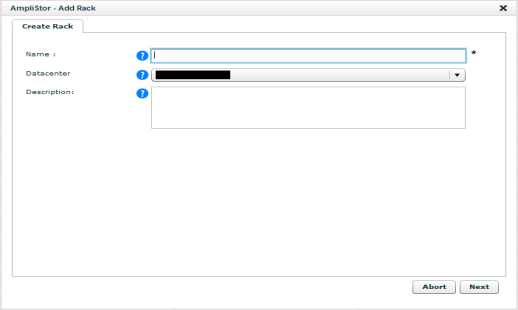 AmpliStor - Add Rack
Create Rack
Name :
*
Datacenter
Description:
Abort
Next